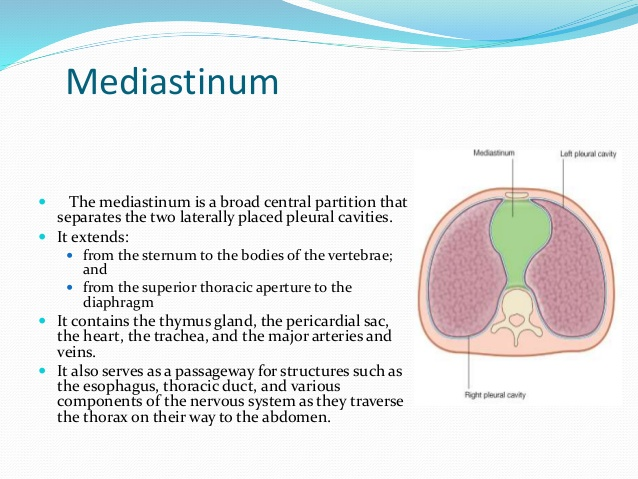 Mediastinum
The mediastinum is a broad central partition that
separates the two laterally placed pleural cavities.
It extends:
from the sternum to the bodies of the vertebrae;
and
from the superior thoracic aperture to the
diaphragm
It contains the thymus gland, the pericardial sac,
the heart, the trachea, and the major arteries and
veins.
It also serves as a passageway for structures such as
the esophagus, thoracic duct, and various
components of the nervous system as they traverse
the thorax on their way to the abdomen.
Mediastinum
Left pleural cavity
Right pleural cavity